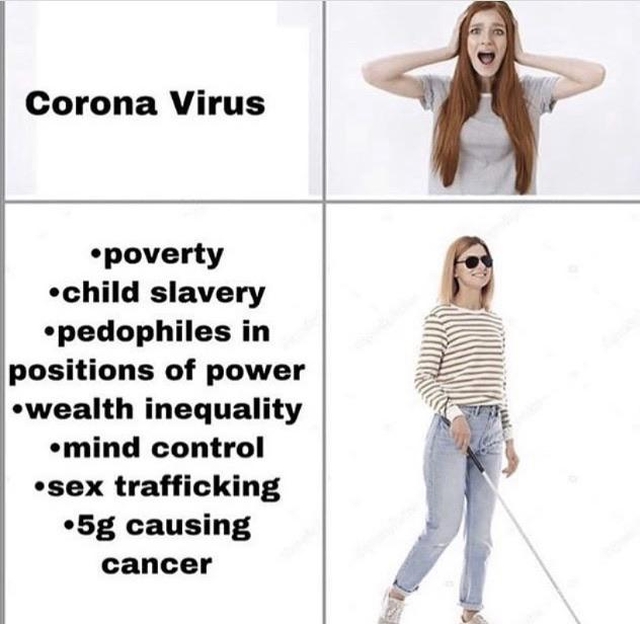 Corona Virus
•poverty
•child slavery
•pedophiles in
positions of power
•wealth inequality
•mind control
•sex trafficking
•5g causing
cancer